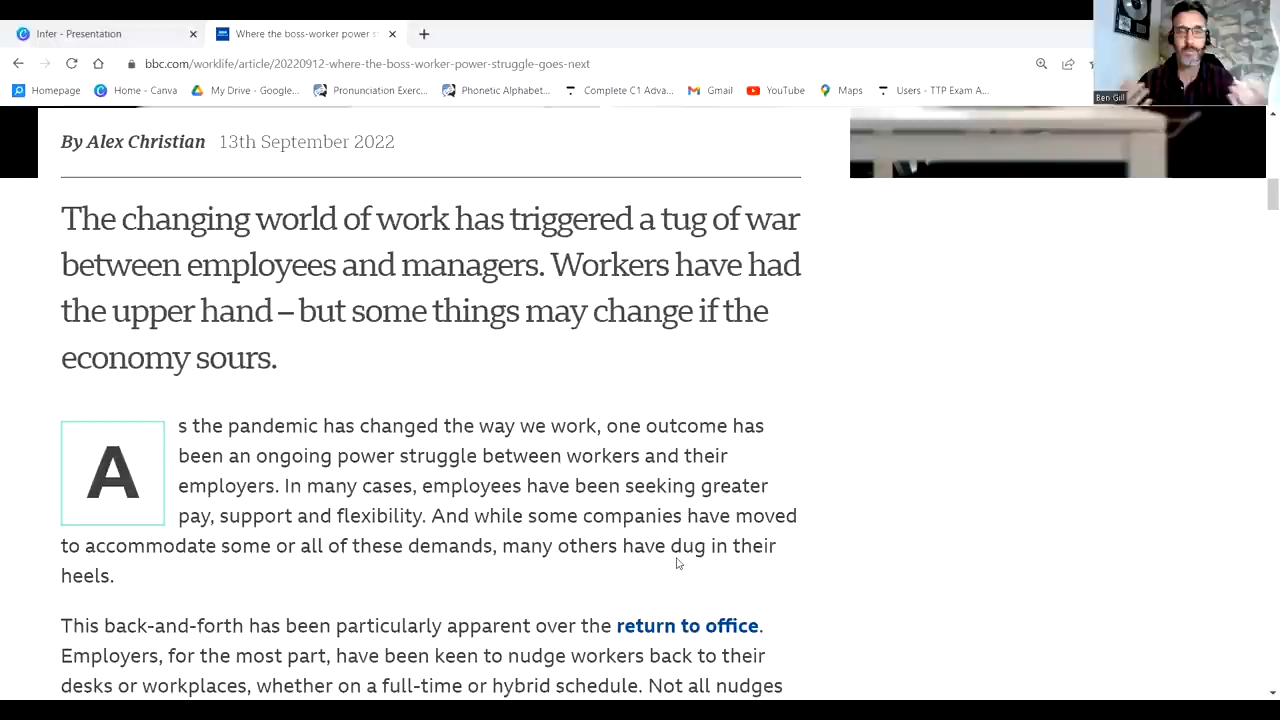 Infer - Presentation
Where the boss-worker power s
bbc.com/worklife/article/20220912-where-the-boss-worker-power-struggle-goes-next
Homepage
Home - Canva
My Drive - Google...
Pronunciation Exerc...
Phonetic Alphabet...
Complete C1 Adva...
Gmail
YouTube
Maps
Users - TTP Exam A...
Ben Gill
By Alex Christian 13th September 2022
The changing world of work has triggered a tug of war
between employees and managers. Workers have had
the upper hand – but some things may change if the
economy sours.
As the pandemic has changed the way we work, one outcome has
been an ongoing power struggle between workers and their
employers. In many cases, employees have been seeking greater
pay, support and flexibility. And while some companies have moved
to accommodate some or all of these demands, many others have dug in their
heels.
This back-and-forth has been particularly apparent over the return to office.
Employers, for the most part, have been keen to nudge workers back to their
desks or workplaces, whether on a full-time or hybrid schedule. Not all nudges